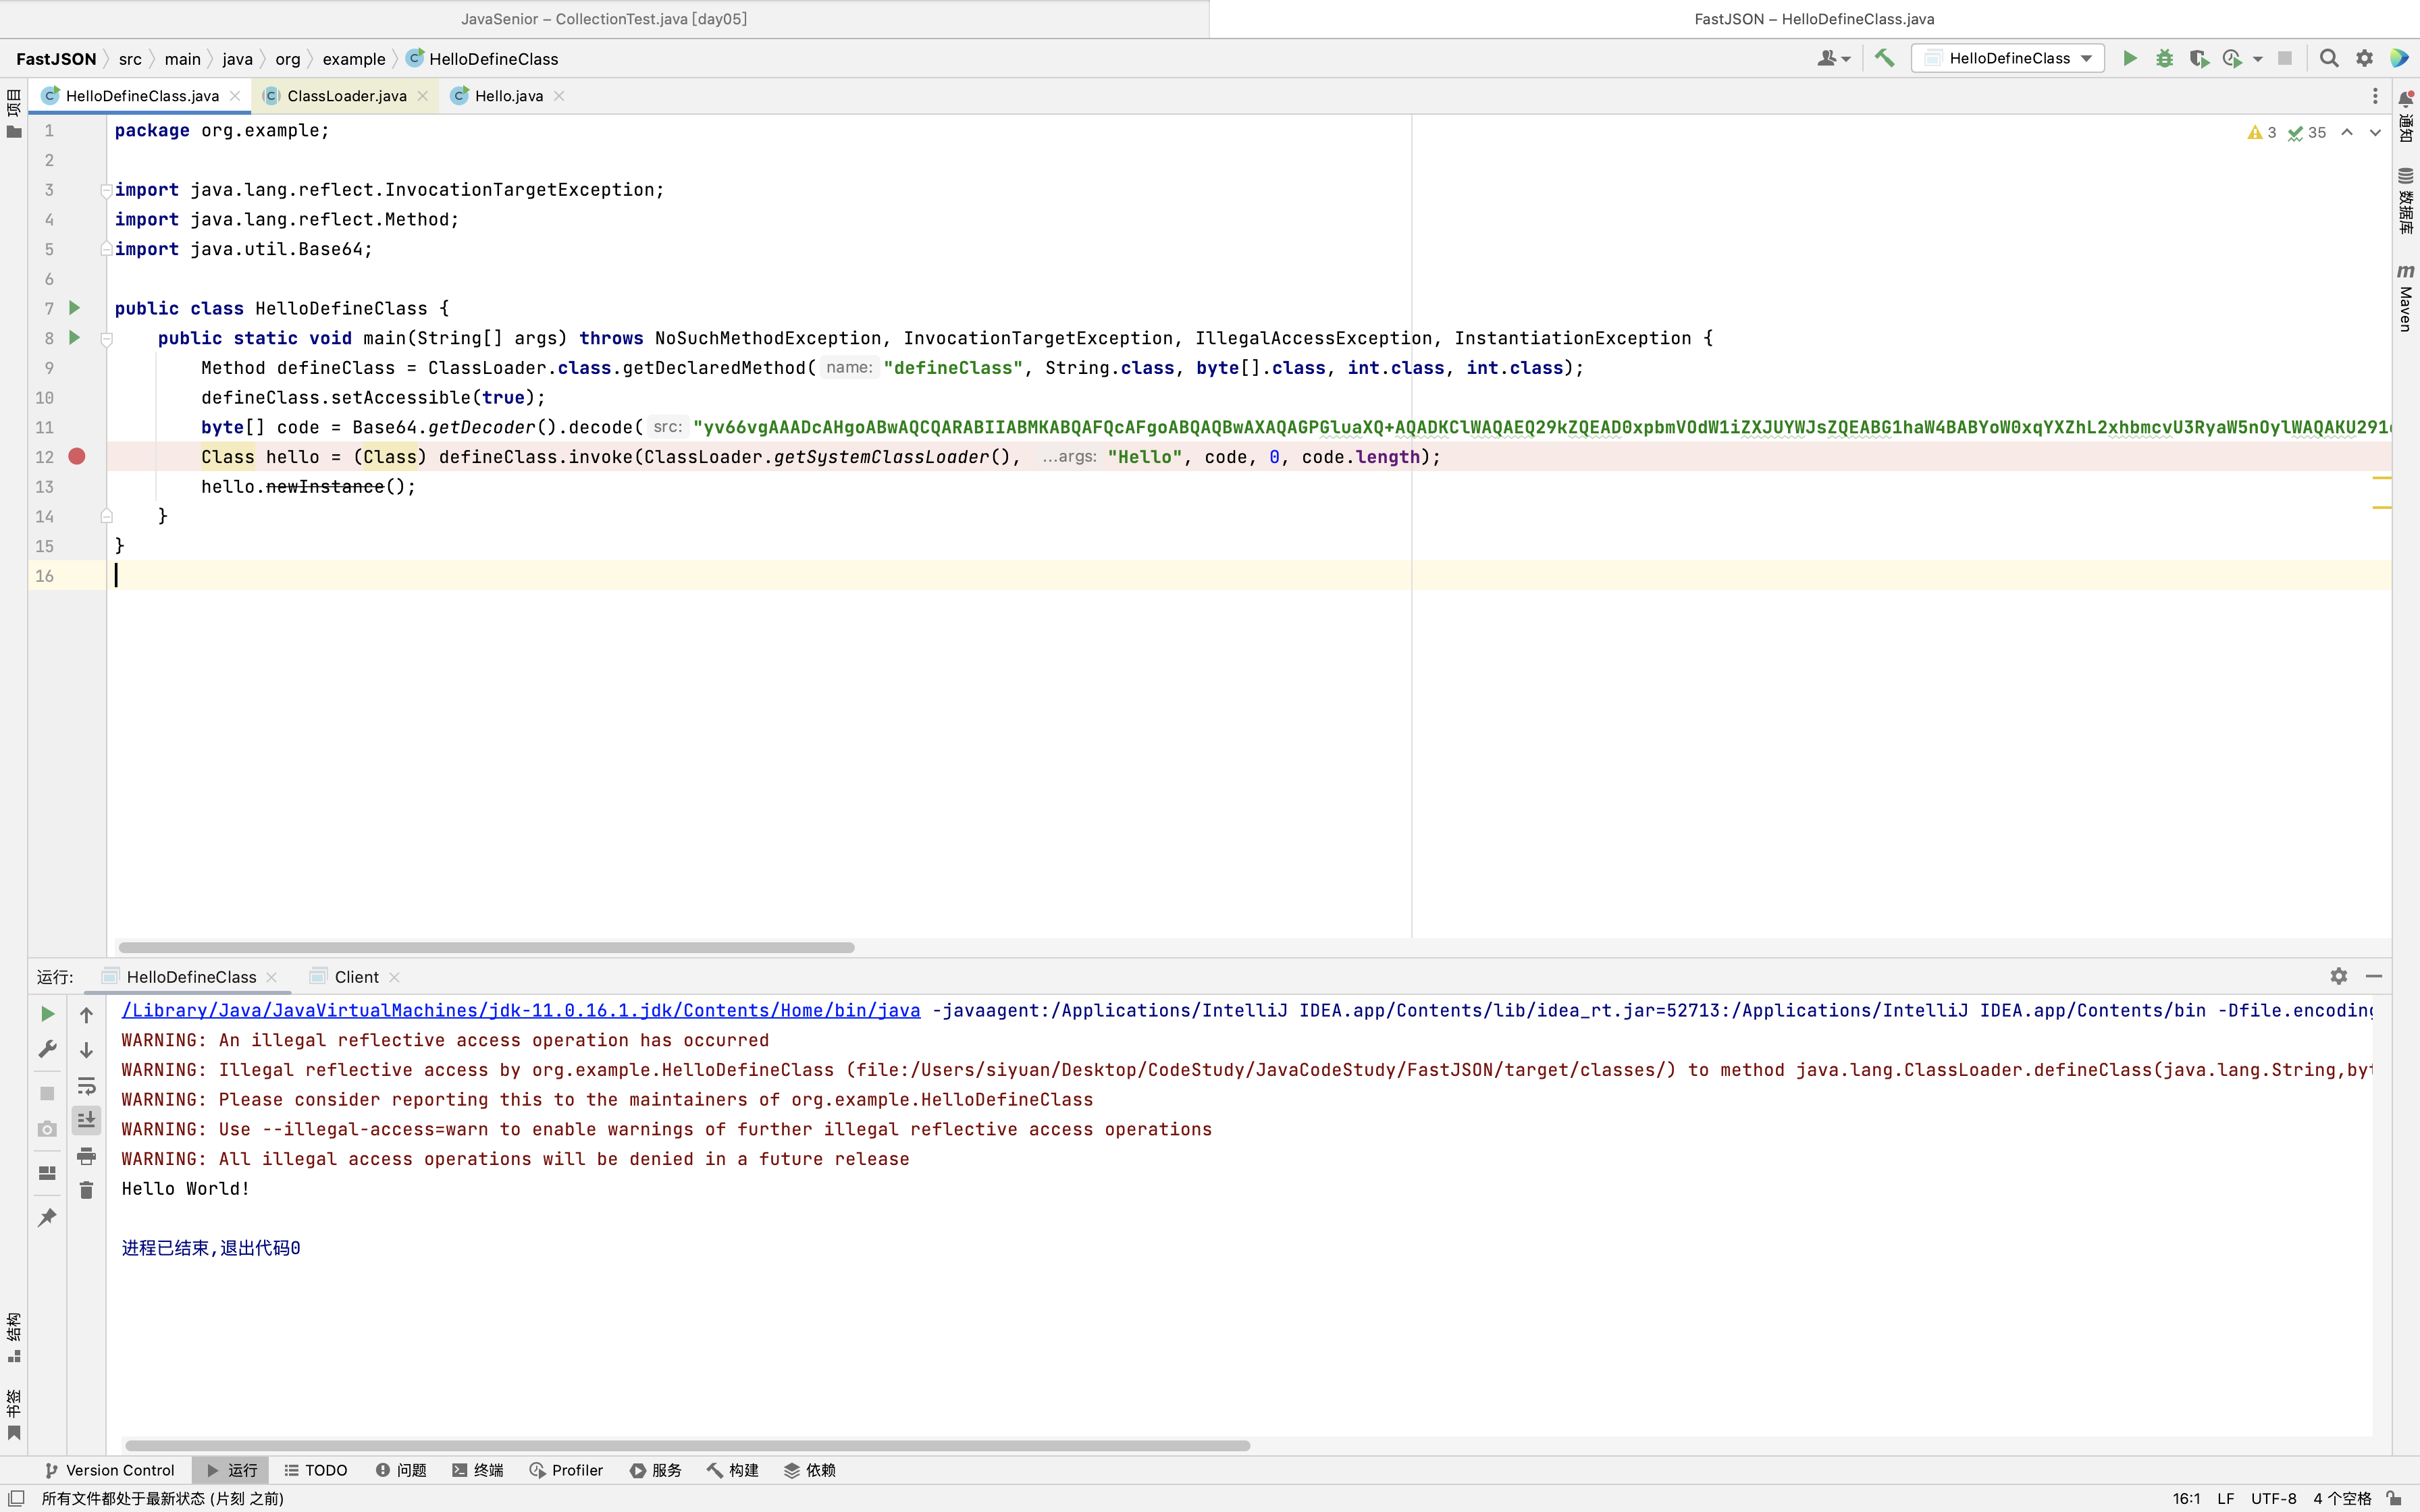 JavaSenior – CollectionTest.java [day05]
FastJSON – HelloDefineClass.java
FastJSON src main java org example HelloDefineClass
HelloDefineClass
HelloDefineClass.java ClassLoader.java Hello.java
项目
3 35
通知
数据库
m Maven
1 package org.example;
2
3 import java.lang.reflect.InvocationTargetException;
4 import java.lang.reflect.Method;
5 import java.util.Base64;
6
7 public class HelloDefineClass {
8 public static void main(String[] args) throws NoSuchMethodException, InvocationTargetException, IllegalAccessException, InstantiationException {
9 Method defineClass = ClassLoader.class.getDeclaredMethod( name: "defineClass", String.class, byte[].class, int.class, int.class);
10 defineClass.setAccessible(true);
11 byte[] code = Base64.getDecoder().decode( src: "yv66vgAAADcAHgoABwAQCQARABIIABMKABQAFQcAFgoABQAQBwAXAQAGPGluaXQ+AQADKClWAQAEQ29kZQEAD0xpbmVOdW1iZXJUYWJsZQEABG1haW4BABYoW0xqYXZhL2xhbmcvU3RyaW5nOylWAQAKU291
12 Class hello = (Class) defineClass.invoke(ClassLoader.getSystemClassLoader(), ...args: "Hello", code, 0, code.length);
13 hello.newInstance();
14 }
15 }
16
运行: HelloDefineClass Client
/Library/Java/JavaVirtualMachines/jdk-11.0.16.1.jdk/Contents/Home/bin/java -javaagent:/Applications/IntelliJ IDEA.app/Contents/lib/idea_rt.jar=52713:/Applications/IntelliJ IDEA.app/Contents/bin -Dfile.encoding
WARNING: An illegal reflective access operation has occurred
WARNING: Illegal reflective access by org.example.HelloDefineClass (file:/Users/siyuan/Desktop/CodeStudy/JavaCodeStudy/FastJSON/target/classes/) to method java.lang.ClassLoader.defineClass(java.lang.String,byt
WARNING: Please consider reporting this to the maintainers of org.example.HelloDefineClass
WARNING: Use --illegal-access=warn to enable warnings of further illegal reflective access operations
WARNING: All illegal access operations will be denied in a future release
Hello World!
进程已结束,退出代码0
结构
书签
Version Control 运行 TODO 问题 终端 Profiler 服务 构建 依赖
所有文件都处于最新状态 (片刻 之前)
16:1 LF UTF-8 4 个空格